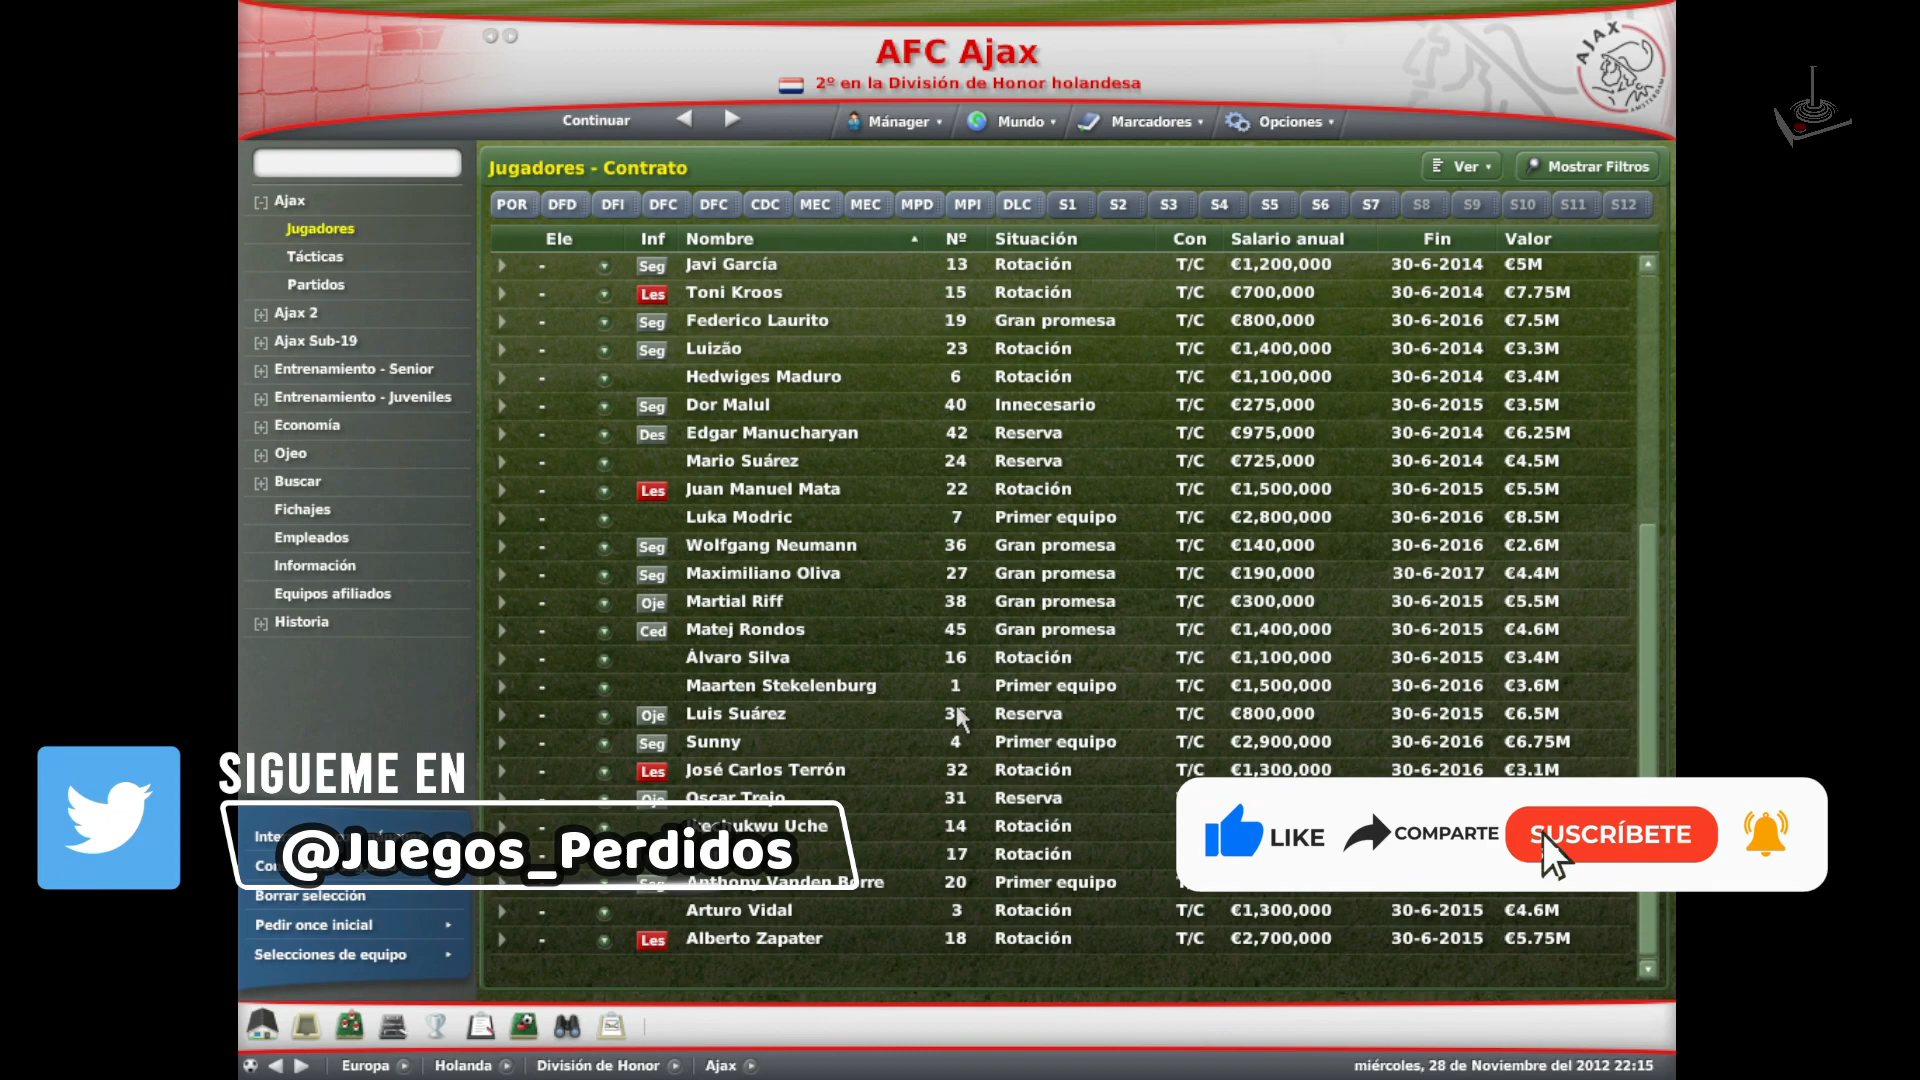 AFC Ajax
2º en la División de Honor holandesa
AJAX
AMSTERDAM
Continuar
Mánager
Mundo
Marcadores
Opciones
Jugadores - Contrato
Ver
Mostrar Filtros
POR DFD DFI DFC DFC CDC MEC MEC MPD MPI DLC S1 S2 S3 S4 S5 S6 S7 S8 S9 S10 S11 S12
Ele Inf Nombre Nº Situación Con Salario anual Fin Valor
- Seg Javi García 13 Rotación T/C €1,200,000 30-6-2014 €5M
- Les Toni Kroos 15 Rotación T/C €700,000 30-6-2014 €7.75M
- Seg Federico Laurito 19 Gran promesa T/C €800,000 30-6-2016 €7.5M
- Seg Luizão 23 Rotación T/C €1,400,000 30-6-2014 €3.3M
- Hedwiges Maduro 6 Rotación T/C €1,100,000 30-6-2014 €3.4M
- Seg Dor Malul 40 Innecesario T/C €275,000 30-6-2015 €3.5M
- Des Edgar Manucharyan 42 Reserva T/C €975,000 30-6-2014 €6.25M
- Mario Suárez 24 Reserva T/C €725,000 30-6-2014 €4.5M
- Les Juan Manuel Mata 22 Rotación T/C €1,500,000 30-6-2015 €5.5M
- Luka Modric 7 Primer equipo T/C €2,800,000 30-6-2016 €8.5M
- Seg Wolfgang Neumann 36 Gran promesa T/C €140,000 30-6-2016 €2.6M
- Seg Maximiliano Oliva 27 Gran promesa T/C €190,000 30-6-2017 €4.4M
- Oje Martial Riff 38 Gran promesa T/C €300,000 30-6-2015 €5.5M
- Ced Matej Rondos 45 Gran promesa T/C €1,400,000 30-6-2015 €4.6M
- Álvaro Silva 16 Rotación T/C €1,100,000 30-6-2015 €3.4M
- Maarten Stekelenburg 1 Primer equipo T/C €1,500,000 30-6-2016 €3.6M
- Oje Luis Suárez Reserva T/C €800,000 30-6-2015 €6.5M
- Seg Sunny 4 Primer equipo T/C €2,900,000 30-6-2016 €6.75M
- Les José Carlos Terrón 32 Rotación T/C €1,300,000 30-6-2016 €3.1M
Oje Oscar Trejo 31 Reserva
Uche 14 Rotación
17 Rotación
Seg Anthony Vanden Borre 20 Primer equipo
- Arturo Vidal 3 Rotación T/C €1,300,000 30-6-2015 €4.6M
- Les Alberto Zapater 18 Rotación T/C €2,700,000 30-6-2015 €5.75M
Ajax
Jugadores
Tácticas
Partidos
Ajax 2
Ajax Sub-19
Entrenamiento - Senior
Entrenamiento - Juveniles
Economía
Ojeo
Buscar
Fichajes
Empleados
Información
Equipos afiliados
Historia
SIGUEME EN
@Juegos_Perdidos
Borrar selección
Pedir once inicial
Selecciones de equipo
LIKE
COMPARTE
SUSCRÍBETE
Europa
Holanda
División de Honor
Ajax
miércoles, 28 de Noviembre del 2012 22:15